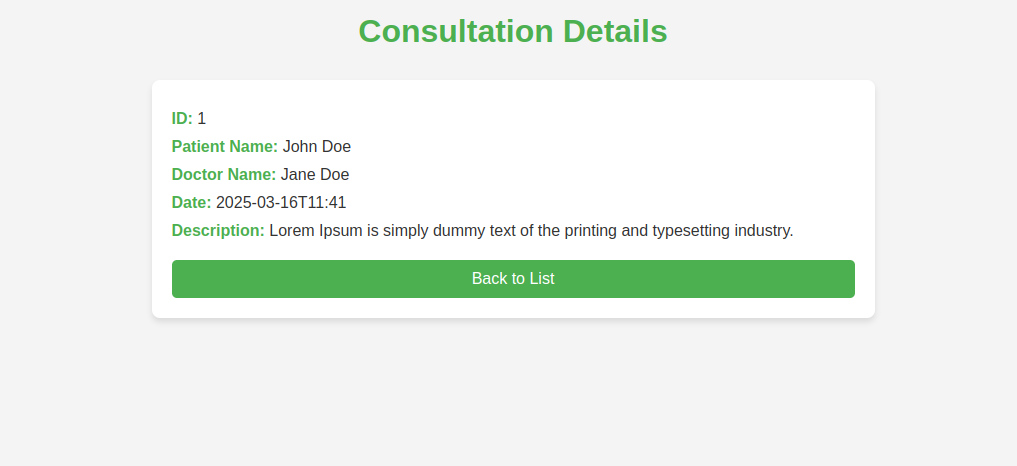 Consultation Details
ID: 1
Patient Name: John Doe
Doctor Name: Jane Doe
Date: 2025-03-16T11:41
Description: Lorem Ipsum is simply dummy text of the printing and typesetting industry.
Back to List